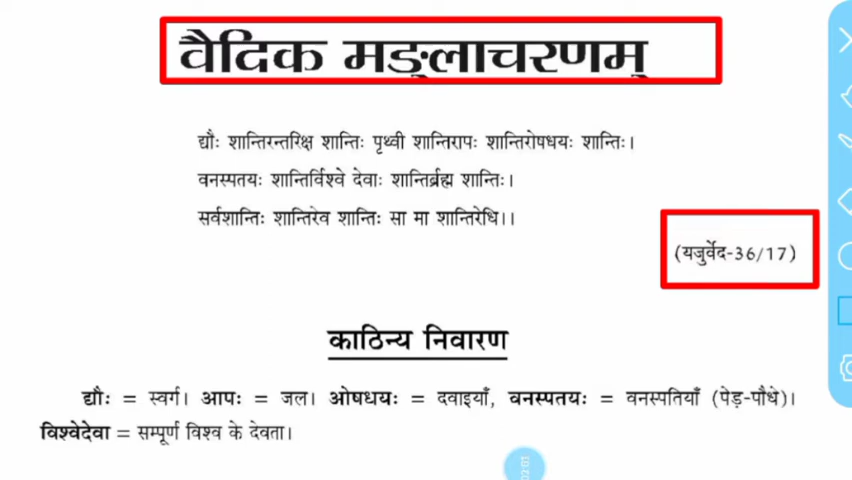 वैदिक मङ्गलाचरणम्
द्यौः शान्तिरन्तरिक्ष शान्तिः पृथ्वी शान्तिरापः शान्तिरोषधयः शान्तिः।
वनस्पतयः शान्तिर्विश्वे देवाः शान्तिर्ब्रह्म शान्तिः।
सर्वशान्तिः शान्तिरेव शान्तिः सा मा शान्तिरेधि।।
(यजुर्वेद-36/17)
काठिन्य निवारण
द्यौः = स्वर्ग। आपः = जल। ओषधयः = दवाइयाँ, वनस्पतयः = वनस्पतियाँ (पेड़-पौधे)।
विश्वेदेवा = सम्पूर्ण विश्व के देवता।